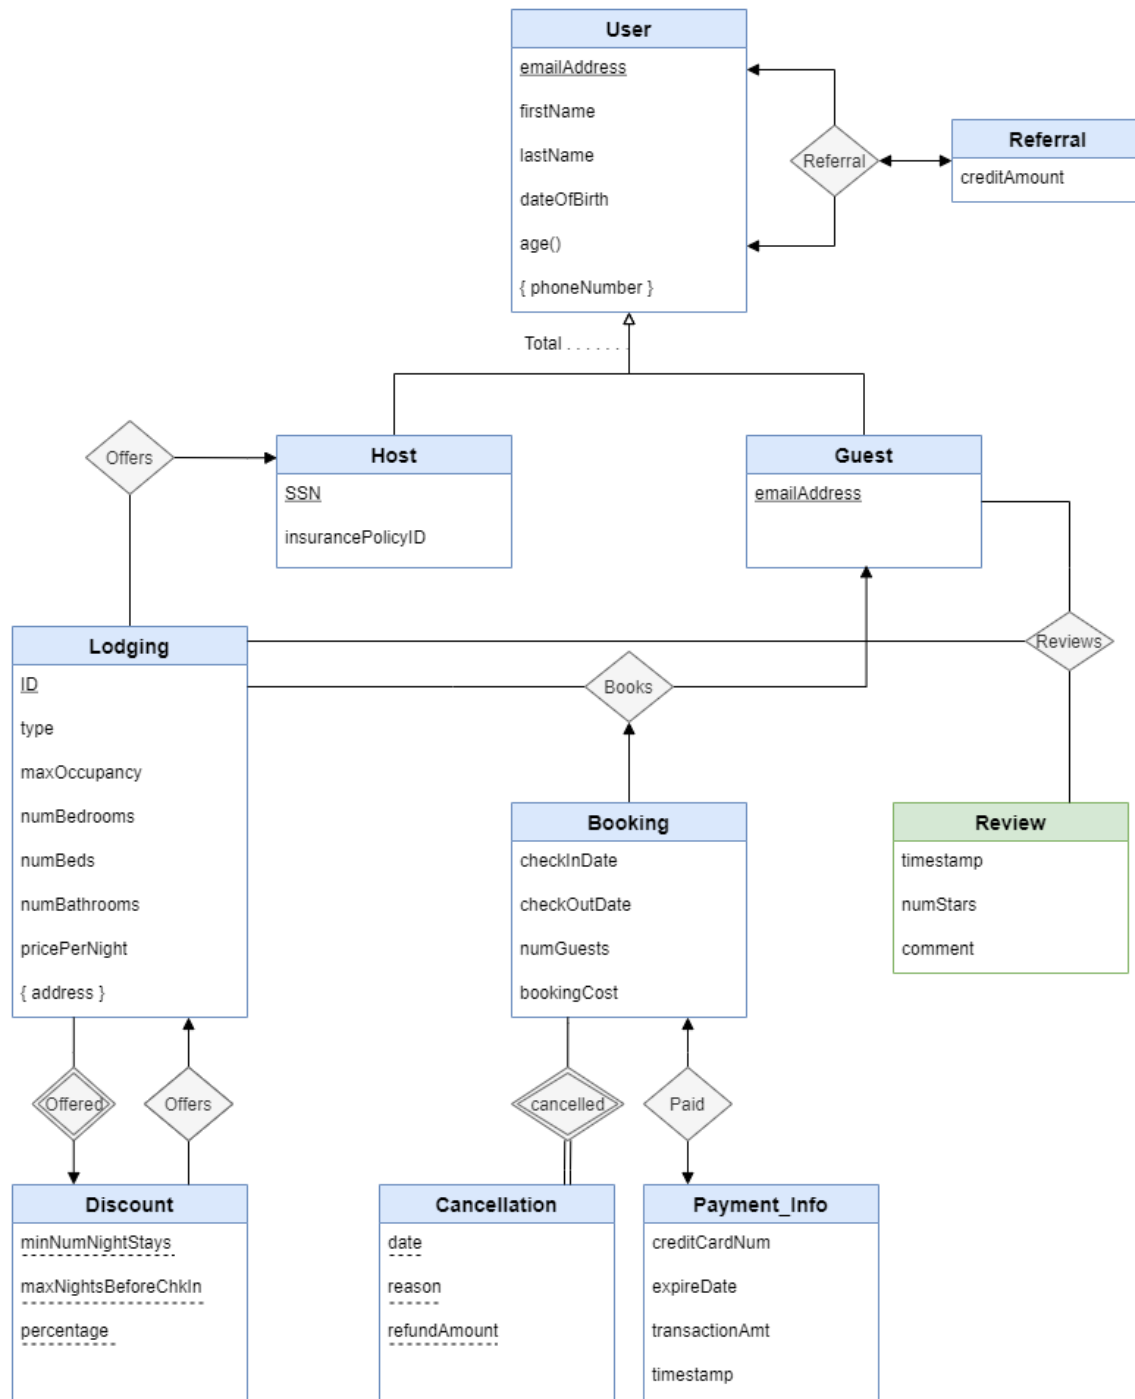 User
emailAddress
firstName
lastName
dateOfBirth
age()
{ phoneNumber }
Referral
Referral
creditAmount
Total . . . . . . .
Offers
Host
SSN
insurancePolicyID
Guest
emailAddress
Lodging
ID
type
maxOccupancy
numBedrooms
numBeds
numBathrooms
pricePerNight
{ address }
Books
Reviews
Booking
checkInDate
checkOutDate
numGuests
bookingCost
Review
timestamp
numStars
comment
Offered
Offers
cancelled
Paid
Discount
minNumNightStays
maxNightsBeforeChkIn
percentage
Cancellation
date
reason
refundAmount
Payment_Info
creditCardNum
expireDate
transactionAmt
timestamp